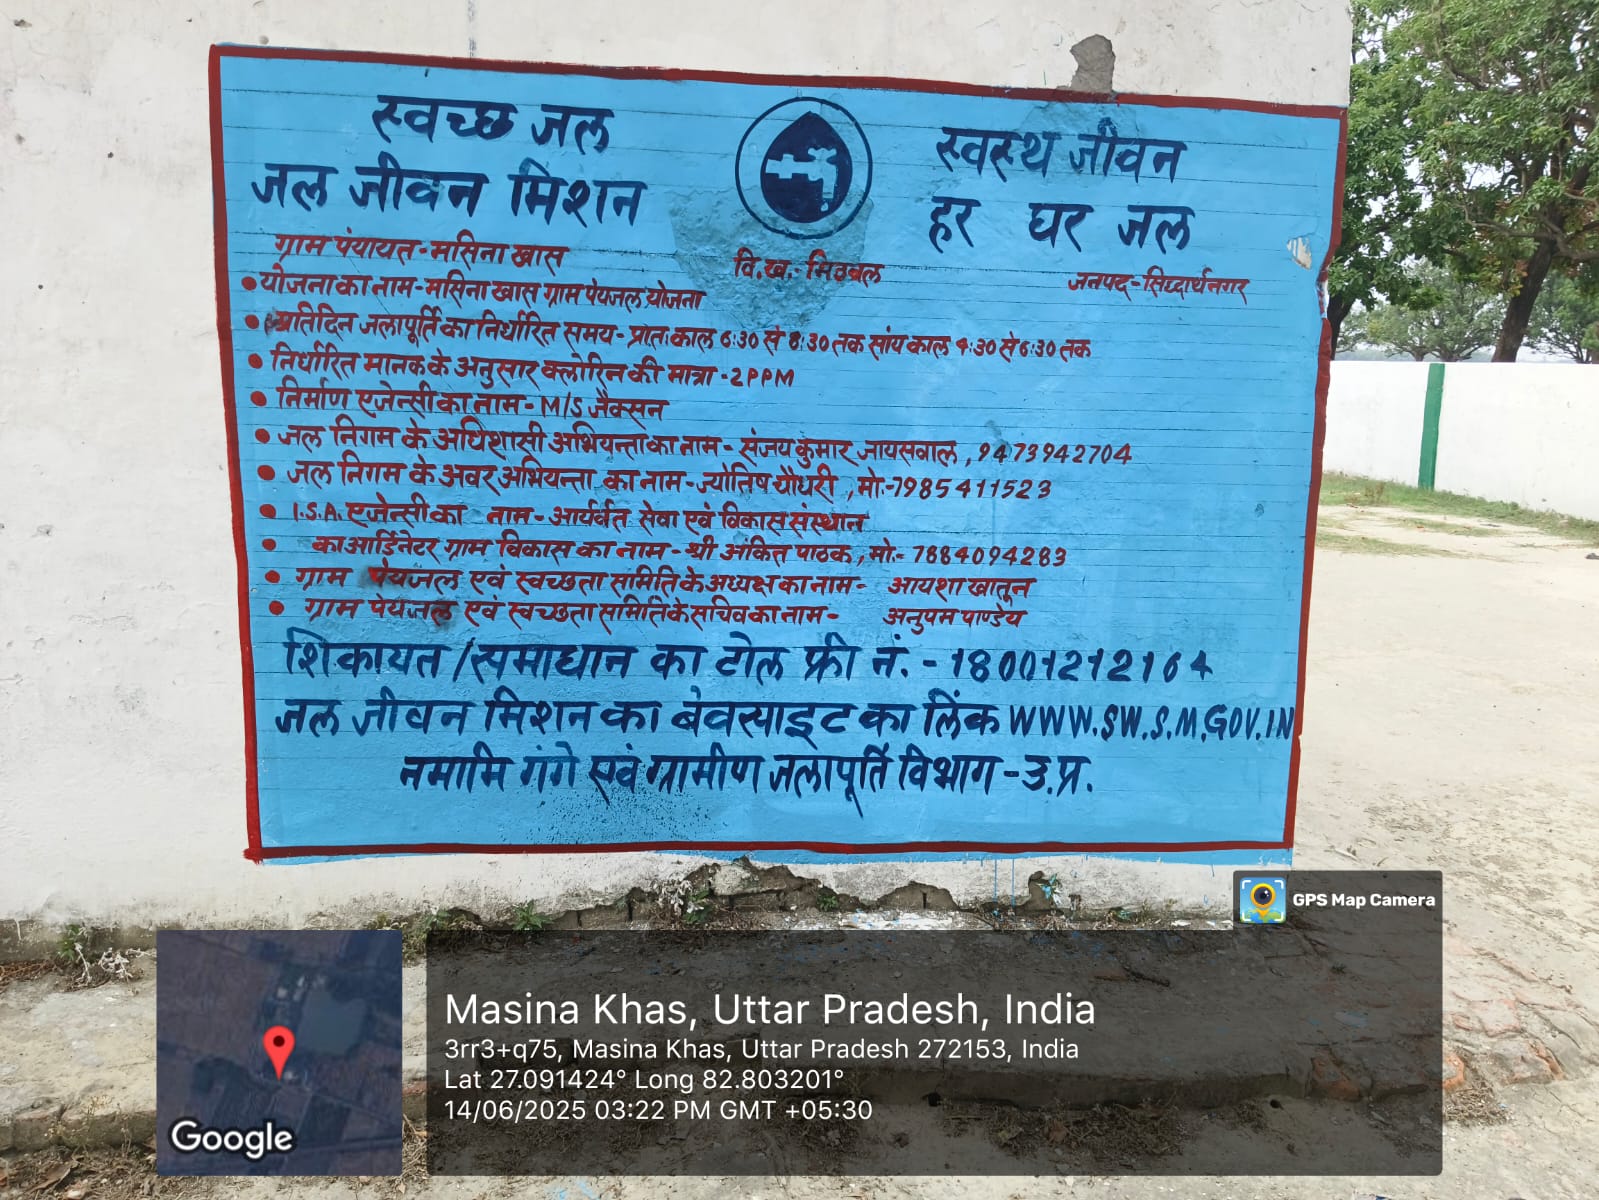 स्वच्छ जल
जल जीवन मिशन
स्वस्थ जीवन
हर घर जल
ग्राम पंचायत-मसिना खास
वि.ख.- मिठवल
जनपद-सिद्धार्थनगर
• योजना का नाम-मसिना खास ग्राम पेयजल योजना
• प्रतिदिन जलापूर्ति का निर्धारित समय- प्रातःकाल 6:30 से 8:30 तक सांय काल 4:30 से 6:30 तक
• निर्धारित मानक के अनुसार क्लोरिन की मात्रा -2PPM
• निर्माण एजेन्सी का नाम- M/S जैक्सन
• जल निगम के अधिशासी अभियन्ता का नाम- संजय कुमार जायसवाल, 9473942704
• जल निगम के अवर अभियन्ता का नाम-ज्योतिष चौधरी, मो:-7985411523
• I.S.A. एजेन्सी का नाम- आर्यर्वत सेवा एवं विकास संस्थान
• काआर्डिनेटर ग्राम विकास का नाम-श्री अंकित पाठक, मो:- 7884094283
• ग्राम पेयजल एवं स्वच्छता समिति के अध्यक्ष का नाम- आयशा खातून
• ग्राम पेयजल एवं स्वच्छता समिति के सचिव का नाम- अनुपम पाण्डेय
शिकायत/समाधान का टोल फ्री नं.-18001212164
जल जीवन मिशन का बेवसाइट का लिंक WWW.SW.S.M.GOV.IN
नमामि गंगे एवं ग्रामीण जलापूर्ति विभाग-उ.प्र.
GPS Map Camera
Masina Khas, Uttar Pradesh, India
3rr3+q75, Masina Khas, Uttar Pradesh 272153, India
Lat 27.091424° Long 82.803201°
14/06/2025 03:22 PM GMT +05:30
Google